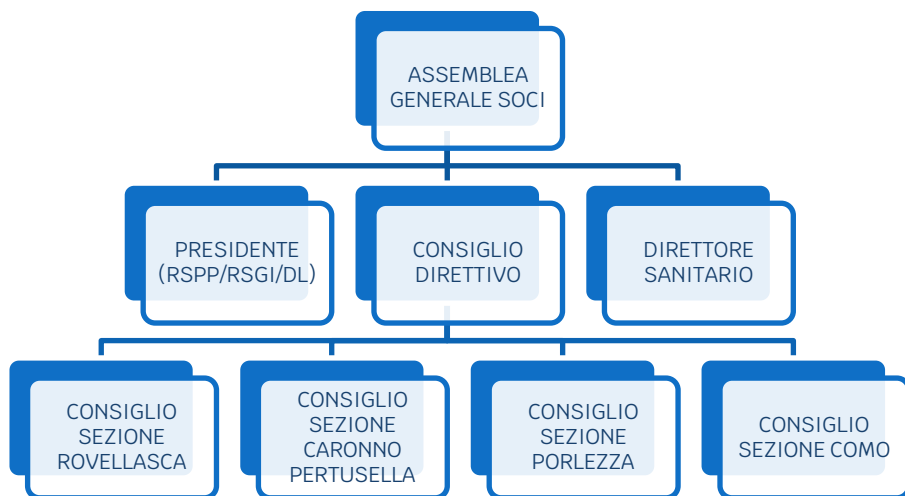 ASSEMBLEA
GENERALE SOCI
PRESIDENTE
(RSPP/RSGI/DL)
CONSIGLIO
DIRETTIVO
DIRETTORE
SANITARIO
CONSIGLIO
SEZIONE
ROVELLASCA
CONSIGLIO
SEZIONE
CARONNO
PERTUSELLA
CONSIGLIO
SEZIONE
PORLEZZA
CONSIGLIO
SEZIONE COMO